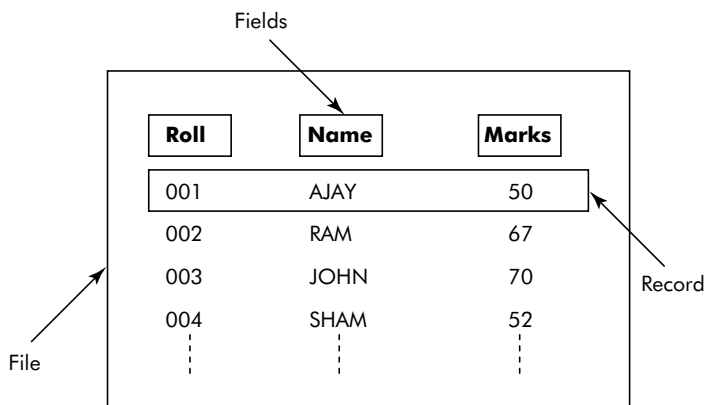 Fields
Roll Name Marks
001 AJAY 50
002 RAM 67
003 JOHN 70
Record
004 SHAM 52
File